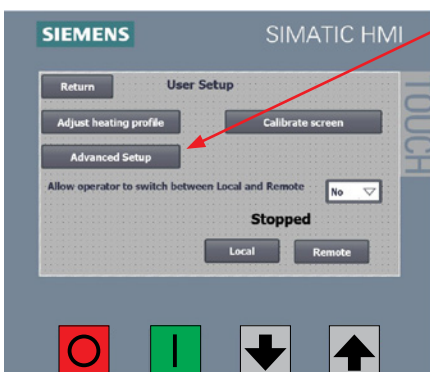 SIEMENS
SIMATIC HMI
TOUCH
Return
User Setup
Adjust heating profile
Calibrate screen
Advanced Setup
Allow operator to switch between Local and Remote
No
Stopped
Local
Remote